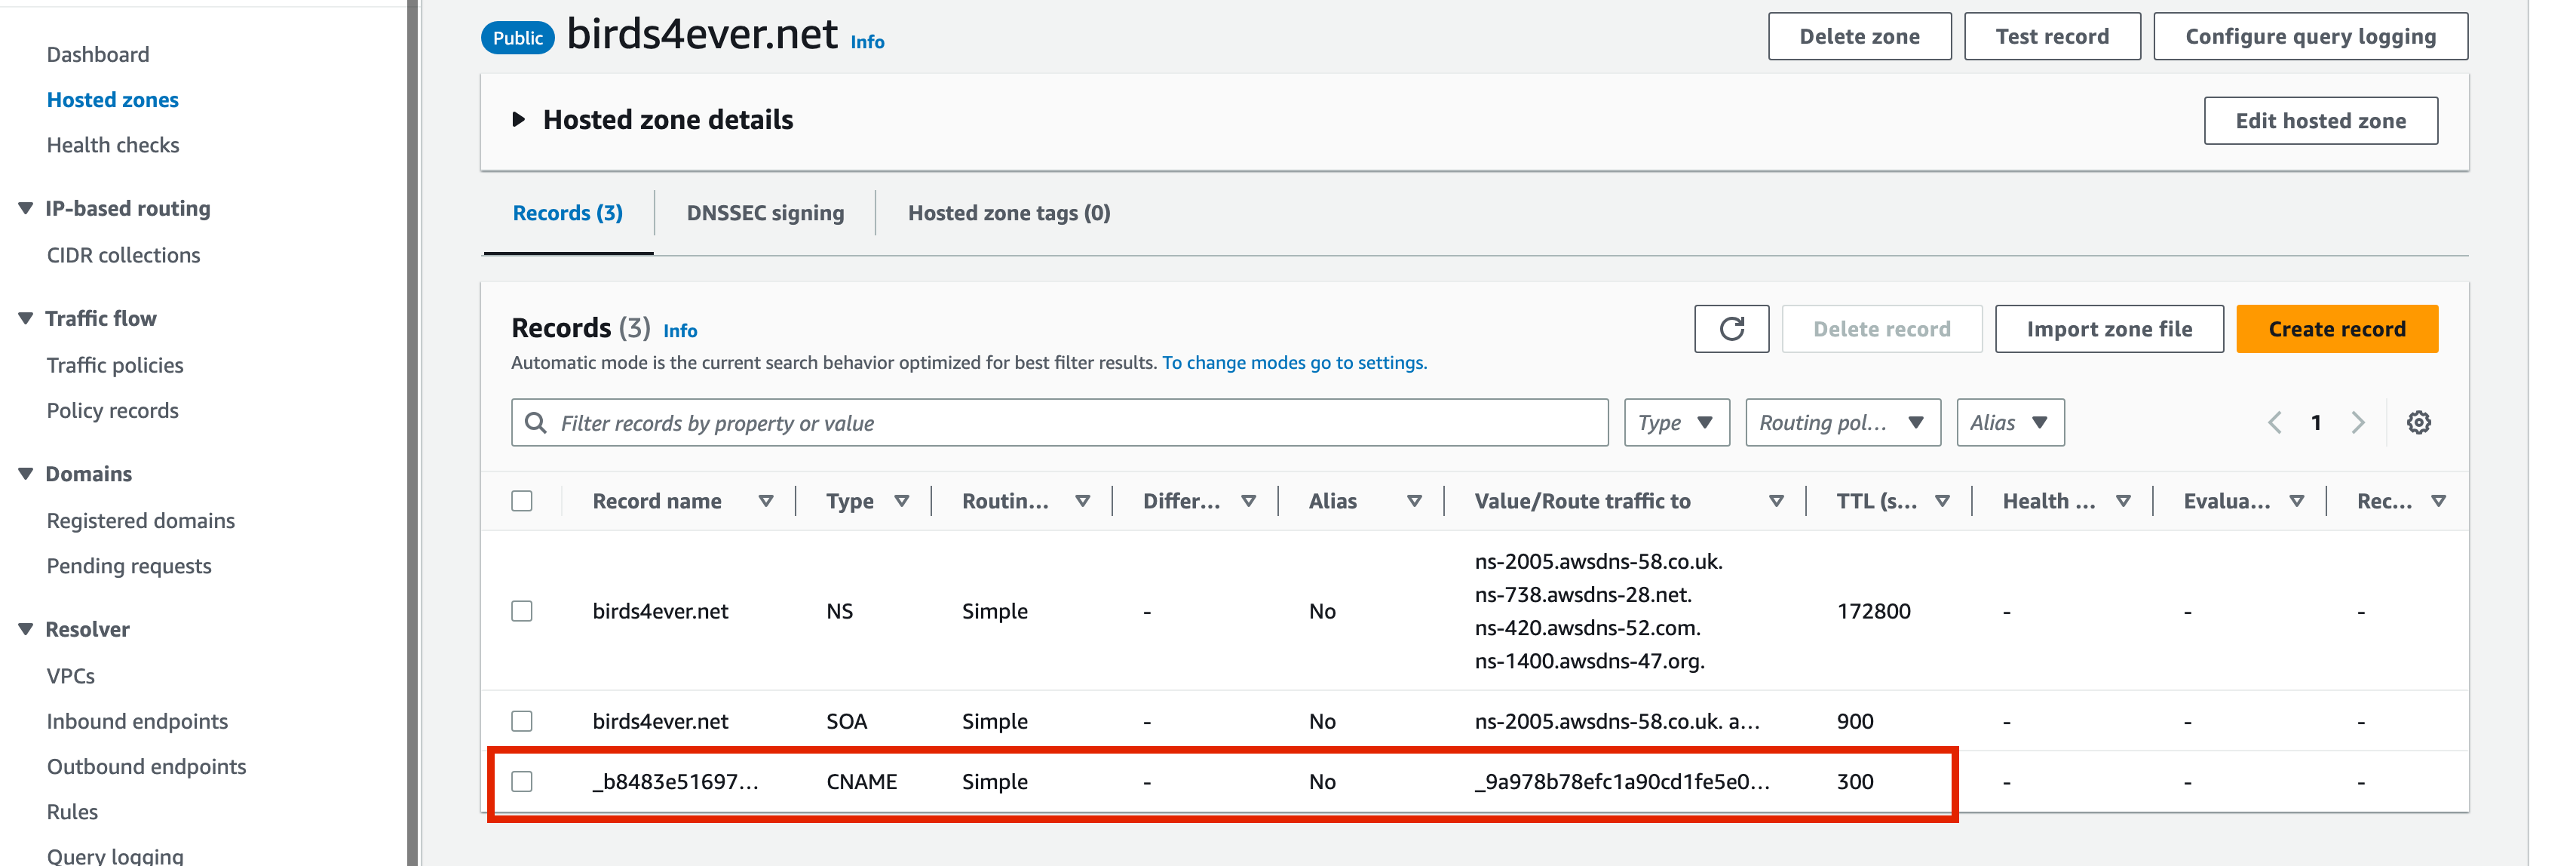 Dashboard
Hosted zones
Health checks
IP-based routing
CIDR collections
Traffic flow
Traffic policies
Policy records
Domains
Registered domains
Pending requests
Resolver
VPCs
Inbound endpoints
Outbound endpoints
Rules
Query logging
Public birds4ever.net Info
Delete zone Test record Configure query logging
Hosted zone details Edit hosted zone
Records (3) DNSSEC signing Hosted zone tags (0)
Records (3) Info
Delete record Import zone file Create record
Automatic mode is the current search behavior optimized for best filter results. To change modes go to settings.
Filter records by property or value Type Routing pol... Alias 1
Record name Type Routin... Differ... Alias Value/Route traffic to TTL (s... Health ... Evalua... Rec...
ns-2005.awsdns-58.co.uk.
ns-738.awsdns-28.net.
birds4ever.net NS Simple - No 172800 - - -
ns-420.awsdns-52.com.
ns-1400.awsdns-47.org.
birds4ever.net SOA Simple - No ns-2005.awsdns-58.co.uk. a... 900 - - -
_b8483e51697... CNAME Simple - No _9a978b78efc1a90cd1fe5e0... 300 - - -